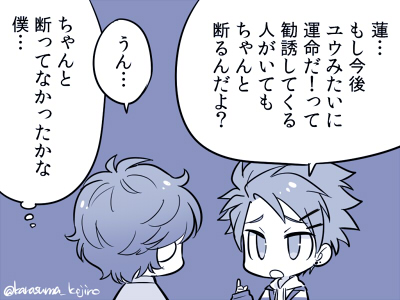 蓮…
もし今後
ユウみたいに
運命だ！って
勧誘してくる
人がいても
ちゃんと
断るんだよ？
うん…
ちゃんと
断ってなかったかな
僕…
@karasuma_kojiro